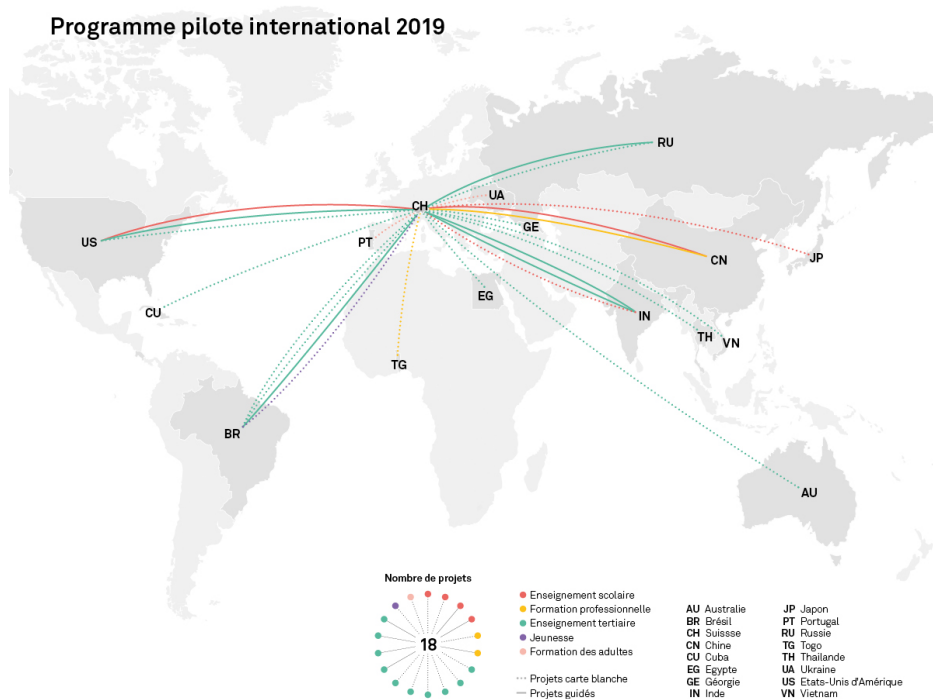 Programme pilote international 2019
RU
UA
CH
US
PT
GE
CN
JP
CU
EG
IN
TH
VN
TG
BR
AU
Nombre de projets
18
Enseignement scolaire
Formation professionnelle
Enseignement tertiaire
Jeunesse
Formation des adultes
Projets carte blanche
Projets guidés
AU Australie
BR Brésil
CH Suissse
CN Chine
CU Cuba
EG Egypte
GE Géorgie
IN Inde
JP Japon
PT Portugal
RU Russie
TG Togo
TH Thailande
UA Ukraine
US Etats-Unis d'Amérique
VN Vietnam